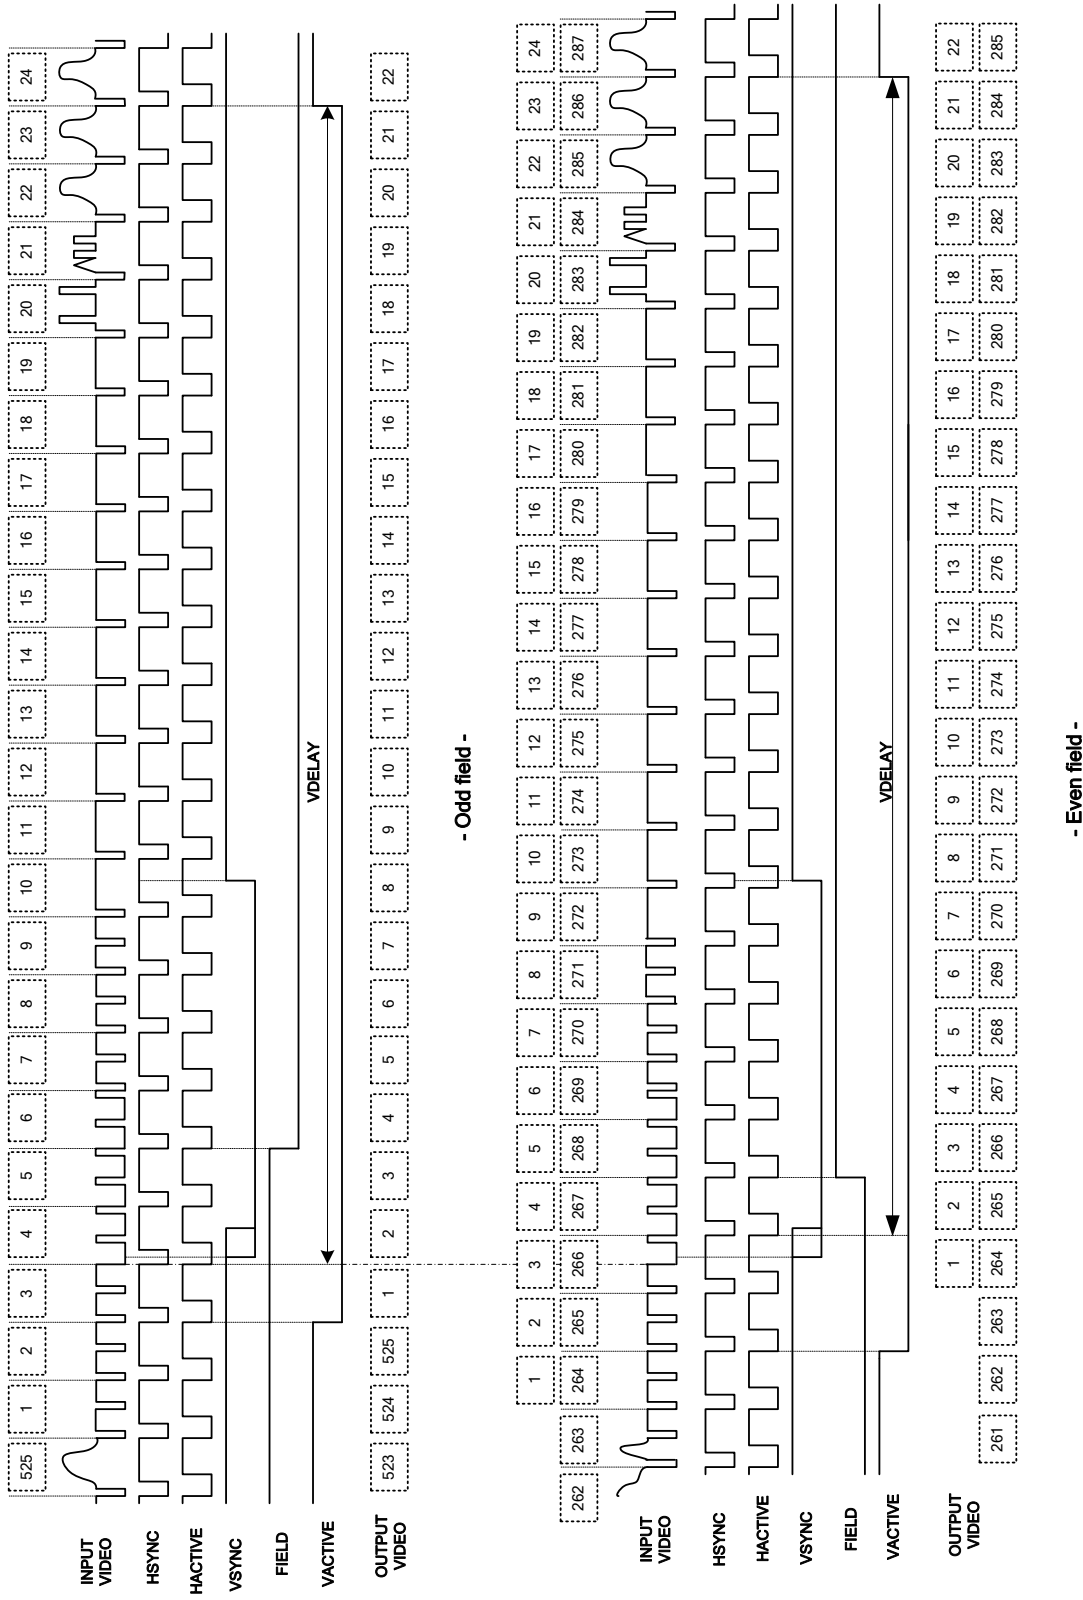 525 1 2 3 4 5 6 7 8 9 10 11 12 13 14 15 16 17 18 19 20 21 22 23 24
INPUT
VIDEO
HSYNC
HACTIVE
VSYNC
FIELD
VACTIVE
VDELAY
OUTPUT
VIDEO
523 524 525 1 2 3 4 5 6 7 8 9 10 11 12 13 14 15 16 17 18 19 20 21 22
- Odd field -
1 2 3 4 5 6 7 8 9 10 11 12 13 14 15 16 17 18 19 20 21 22 23 24
262 263 264 265 266 267 268 269 270 271 272 273 274 275 276 277 278 279 280 281 282 283 284 285 286 287
INPUT
VIDEO
HSYNC
HACTIVE
VSYNC
FIELD
VACTIVE
VDELAY
OUTPUT
VIDEO
1 2 3 4 5 6 7 8 9 10 11 12 13 14 15 16 17 18 19 20 21 22
261 262 263 264 265 266 267 268 269 270 271 272 273 274 275 276 277 278 279 280 281 282 283 284 285
- Even field -